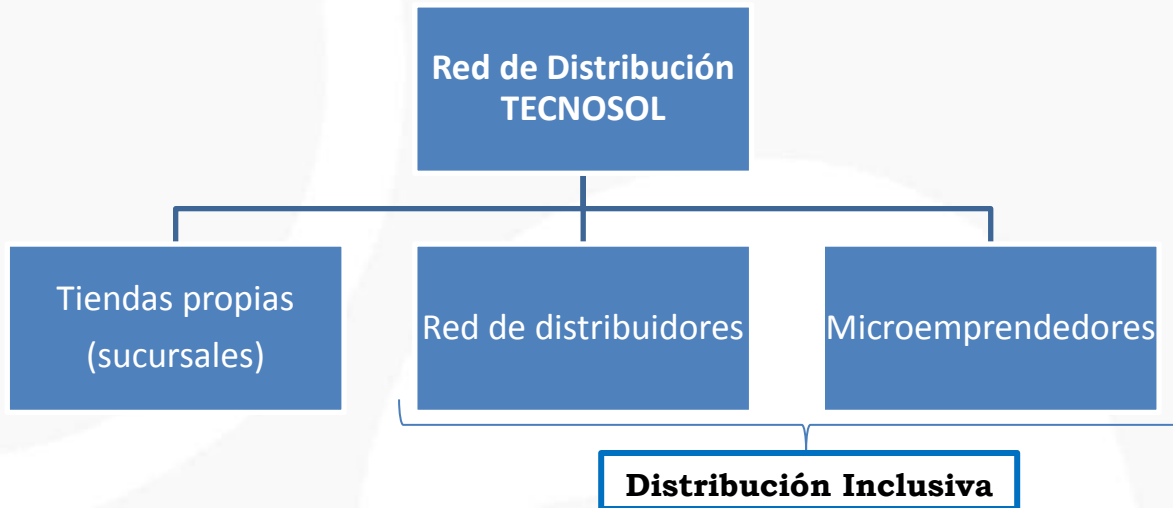 Red de Distribución
TECNOSOL
Tiendas propias
(sucursales)
Red de distribuidores
Microemprendedores
Distribución Inclusiva